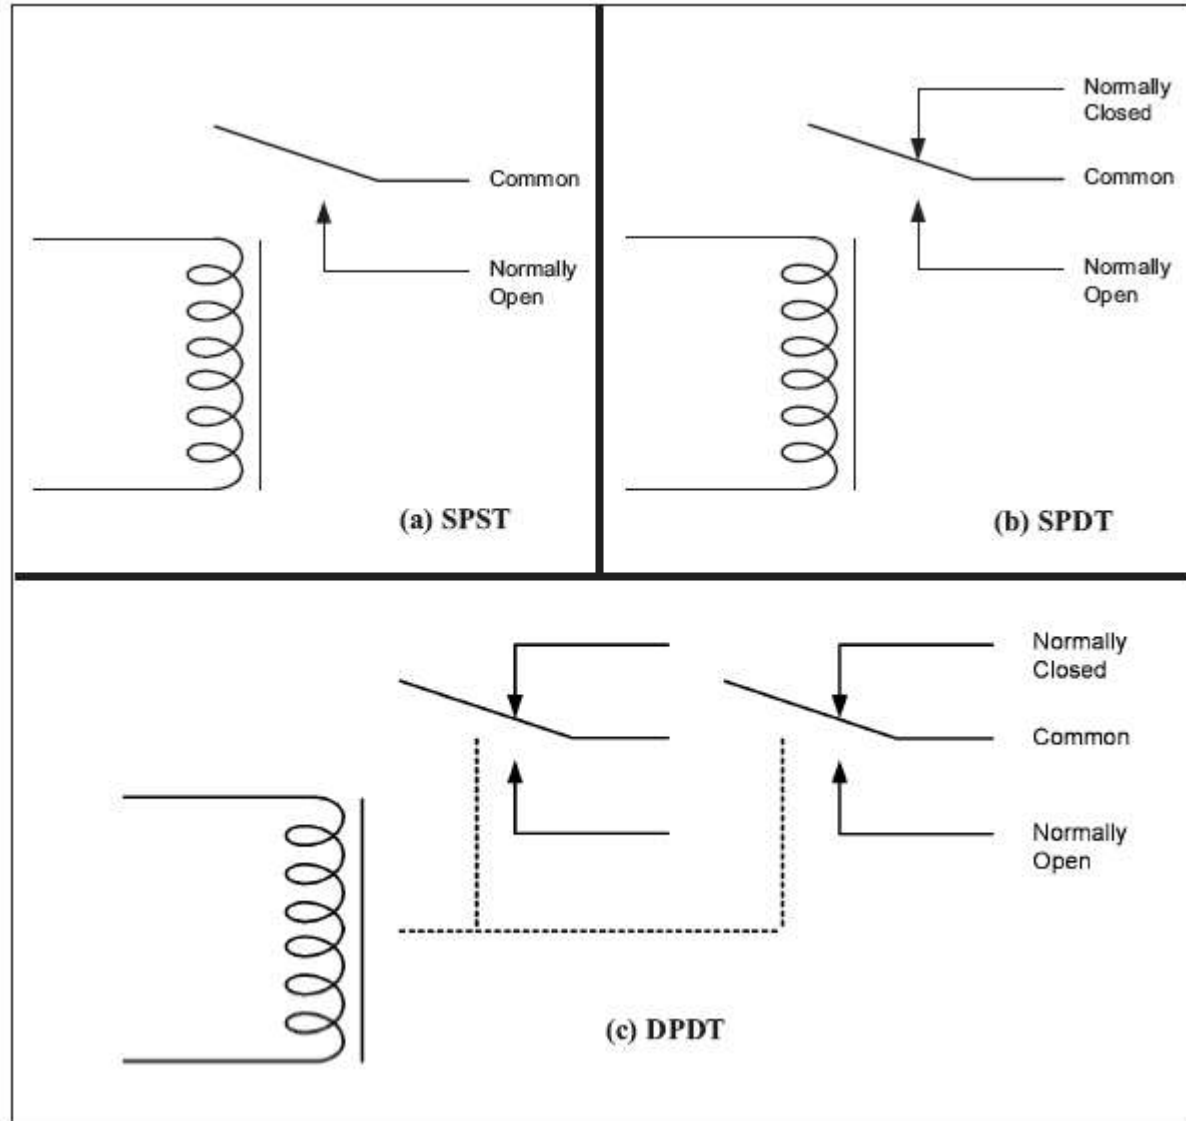 Common
Normally
Open
(a) SPST
Normally
Closed
Common
Normally
Open
(b) SPDT
Normally
Closed
Common
Normally
Open
(c) DPDT